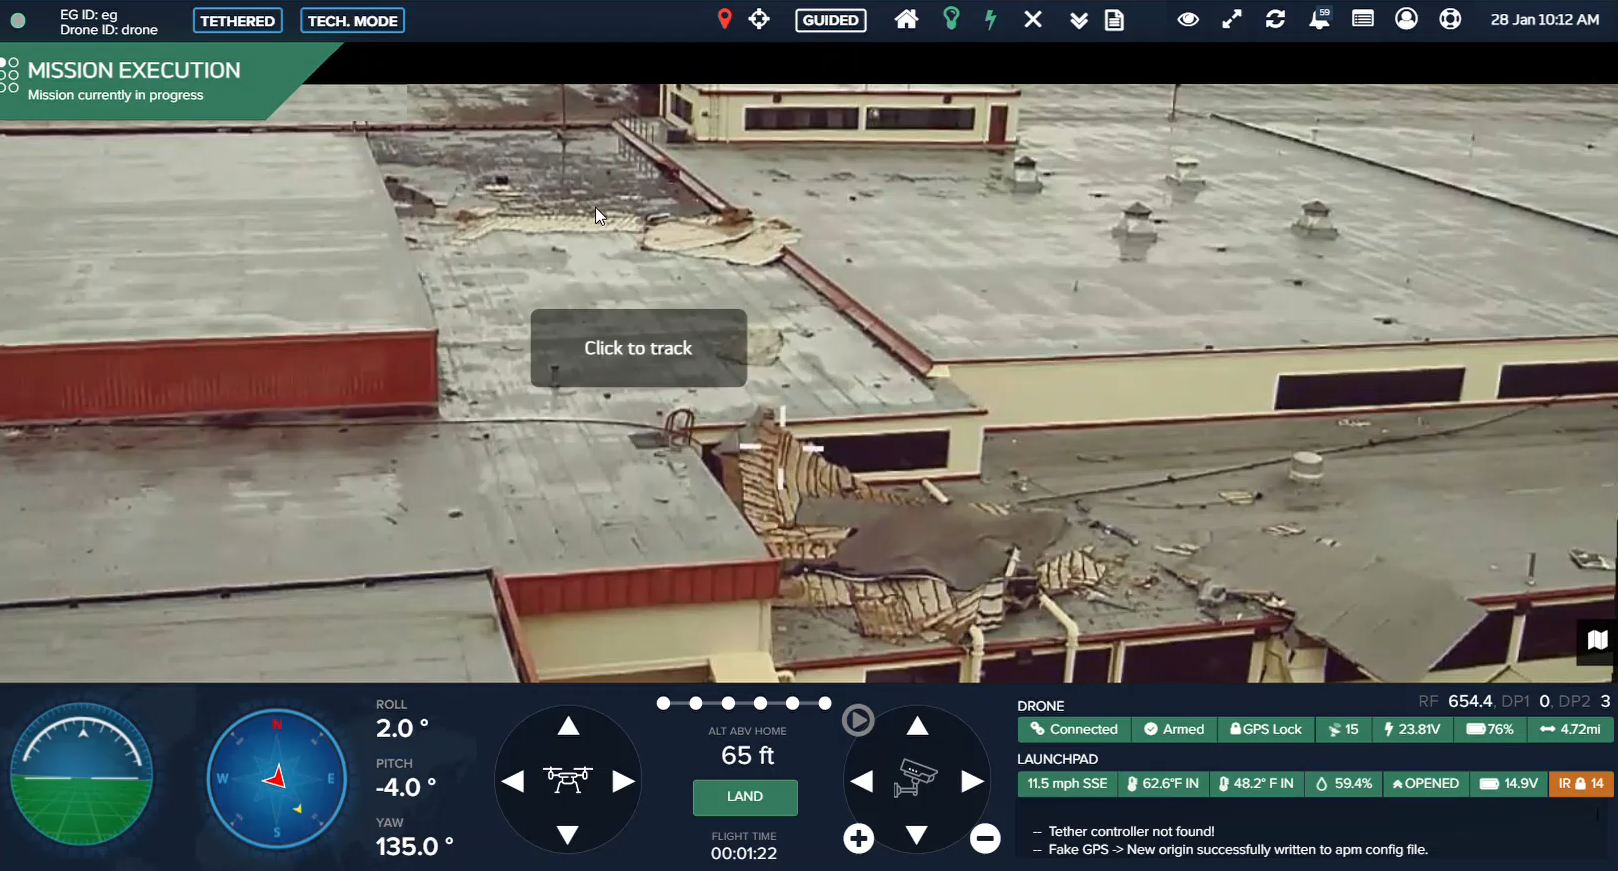 EG ID: eg
Drone ID: drone
TETHERED
TECH. MODE
GUIDED
59
28 Jan 10:12 AM
MISSION EXECUTION
Mission currently in progress
Click to track
ROLL
2.0 °
PITCH
-4.0 °
YAW
135.0 °
N
W
E
S
ALT ABV HOME
65 ft
LAND
FLIGHT TIME
00:01:22
RF 654.4, DP1 0, DP2 3
DRONE
Connected
Armed
GPS Lock
15
23.81V
76%
4.72mi
LAUNCHPAD
11.5 mph SSE
62.6°F IN
48.2° F IN
59.4%
OPENED
14.9V
IR 14
-- Tether controller not found!
-- Fake GPS -> New origin successfully written to apm config file.